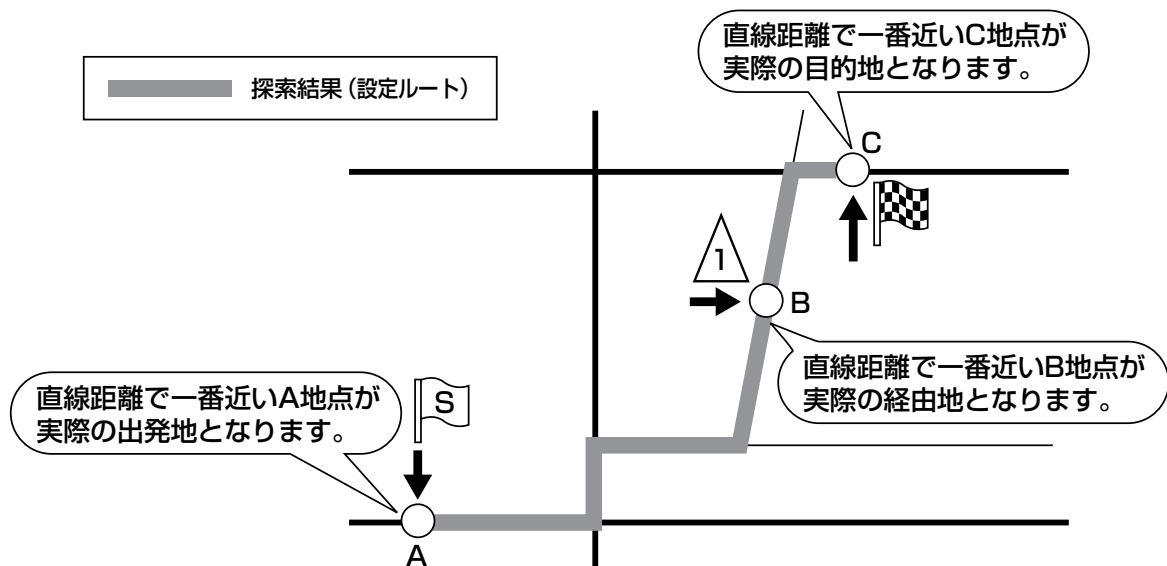 直線距離で一番近いC地点が
実際の目的地となります。
探索結果（設定ルート）
C
1
B
直線距離で一番近いB地点が
実際の経由地となります。
直線距離で一番近いA地点が
実際の出発地となります。
S
A